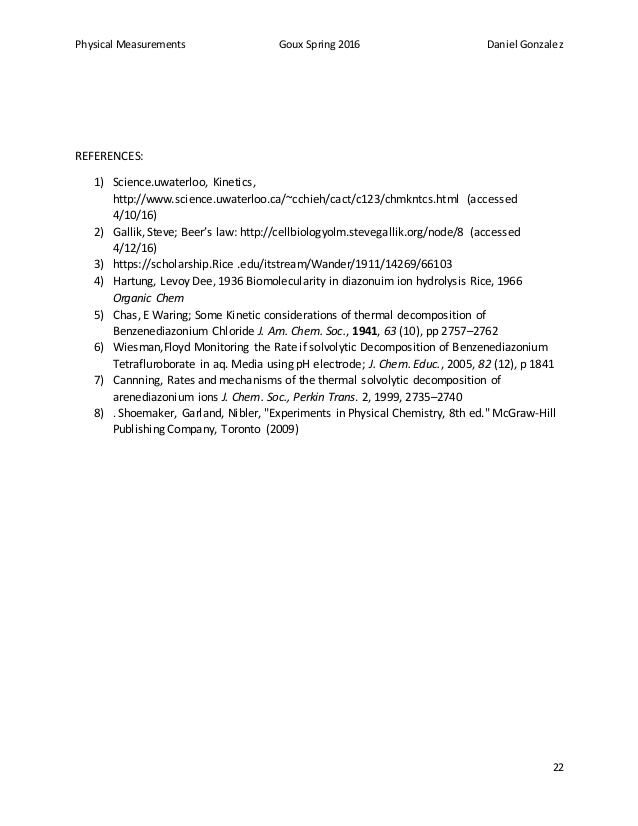 Physical Measurements Goux Spring 2016 Daniel Gonzalez
REFERENCES:
1) Science.uwaterloo, Kinetics,
http://www.science.uwaterloo.ca/~cchieh/cact/c123/chmkntcs.html (accessed
4/10/16)
2) Gallik, Steve; Beer's law: http://cellbiologyolm.stevegallik.org/node/8 (accessed
4/12/16)
3) https://scholarship.Rice .edu/itstream/Wander/1911/14269/66103
4) Hartung, Levoy Dee, 1936 Biomolecularity in diazonuim ion hydrolysis Rice, 1966
Organic Chem
5) Chas, E Waring; Some Kinetic considerations of thermal decomposition of
Benzenediazonium Chloride J. Am. Chem. Soc., 1941, 63 (10), pp 2757–2762
6) Wiesman,Floyd Monitoring the Rate if solvolytic Decomposition of Benzenediazonium
Tetrafluroborate in aq. Media using pH electrode; J. Chem. Educ., 2005, 82 (12), p 1841
7) Cannning, Rates and mechanisms of the thermal solvolytic decomposition of
arenediazonium ions J. Chem. Soc., Perkin Trans. 2, 1999, 2735–2740
8) . Shoemaker, Garland, Nibler, "Experiments in Physical Chemistry, 8th ed." McGraw-Hill
Publishing Company, Toronto (2009)
22